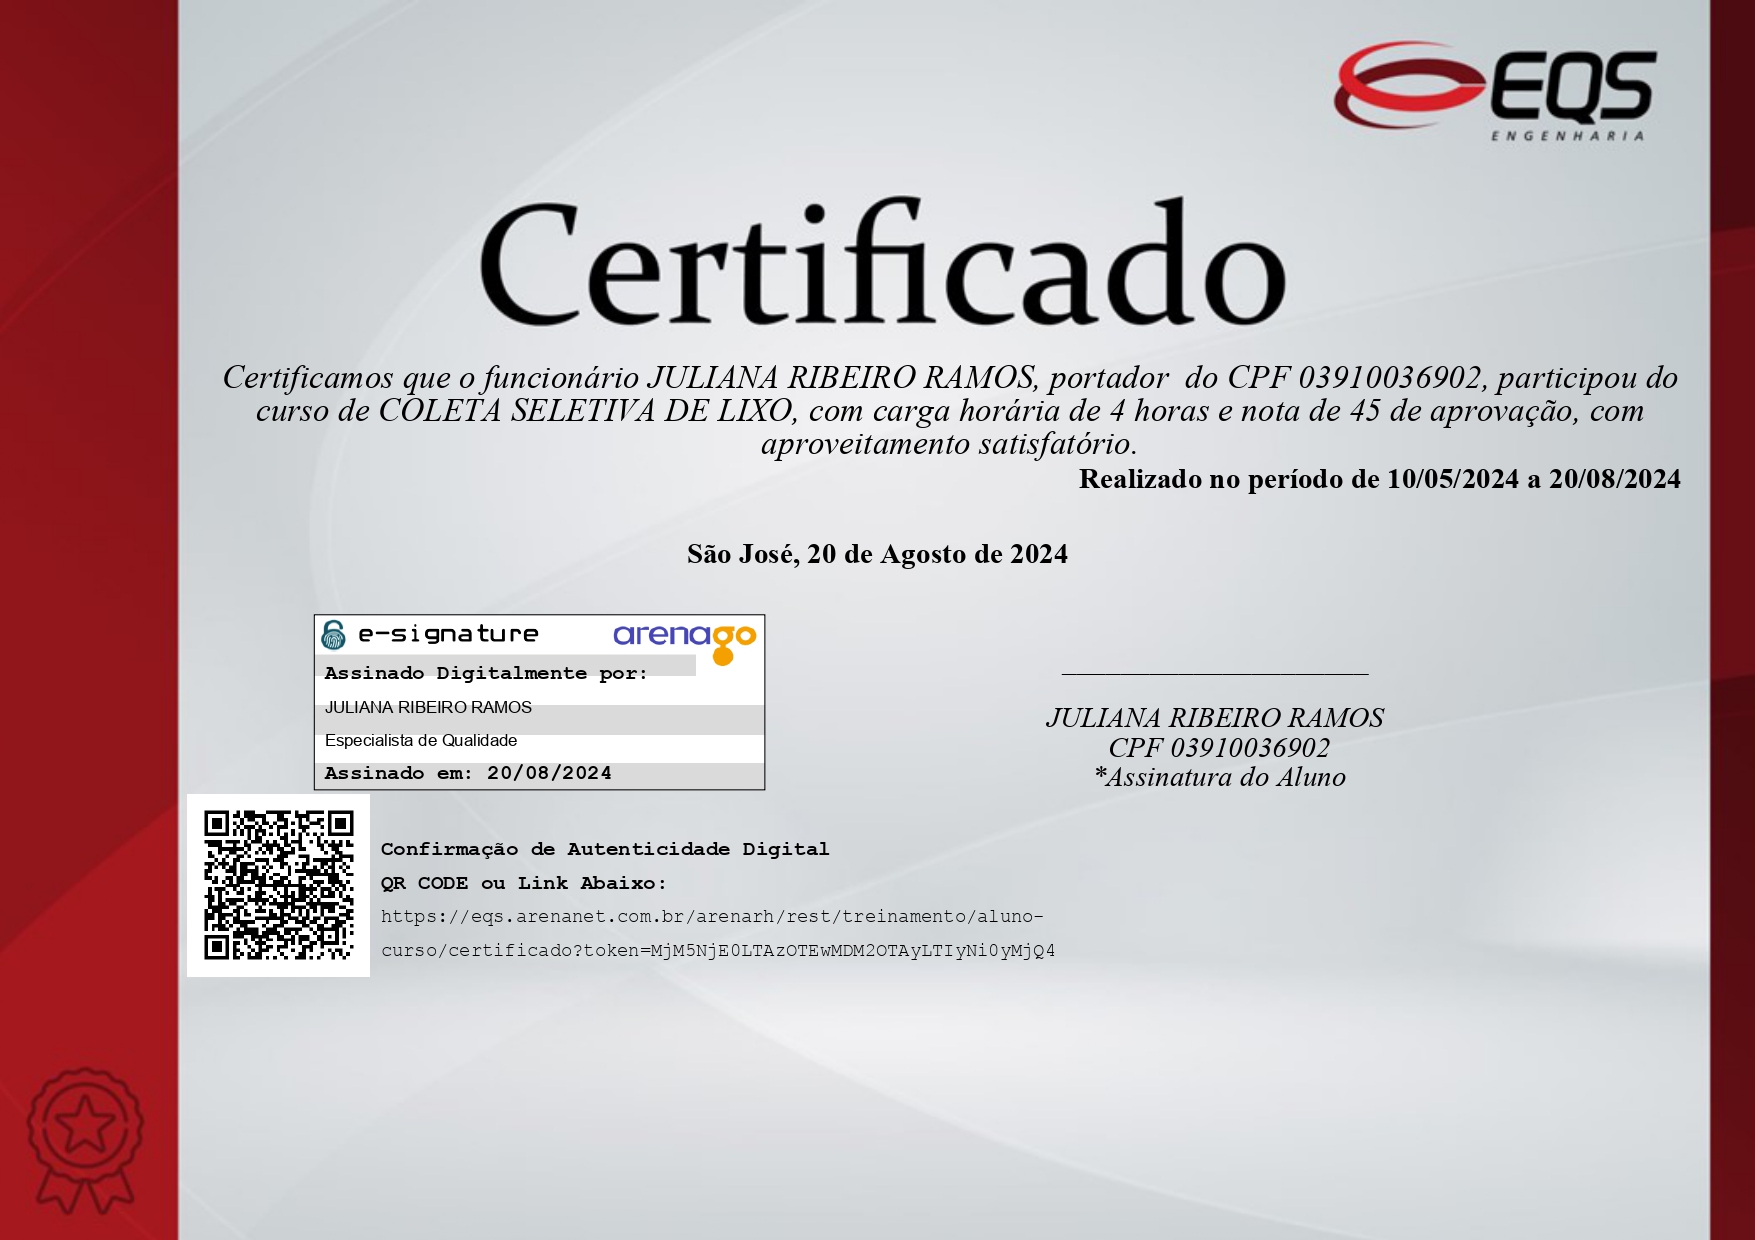 EQS
ENGENHARIA
Certificado
Certificamos que o funcionário JULIANA RIBEIRO RAMOS, portador  do CPF 03910036902, participou do
curso de COLETA SELETIVA DE LIXO, com carga horária de 4 horas e nota de 45 de aprovação, com
aproveitamento satisfatório.
Realizado no período de 10/05/2024 a 20/08/2024
São José, 20 de Agosto de 2024
e-signature arenago
Assinado Digitalmente por:
JULIANA RIBEIRO RAMOS
Especialista de Qualidade
Assinado em: 20/08/2024
JULIANA RIBEIRO RAMOS
CPF 03910036902
*Assinatura do Aluno
Confirmação de Autenticidade Digital
QR CODE ou Link Abaixo:
https://eqs.arenanet.com.br/arenarh/rest/treinamento/aluno-
curso/certificado?token=MjM5NjE0LTAzOTEwMDM2OTAyLTIyNi0yMjQ4